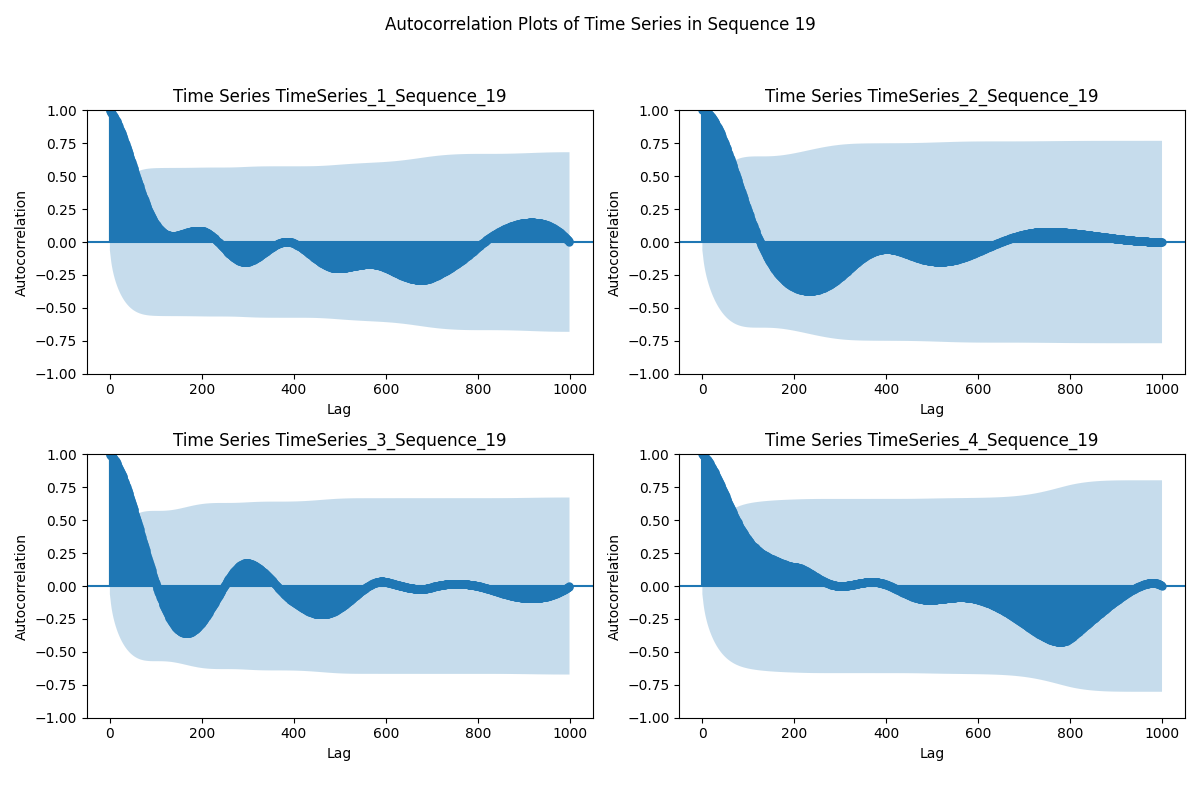 Autocorrelation Plots of Time Series in Sequence 19
Time Series TimeSeries_1_Sequence_19
1.00
0.75
0.50
0.25
0.00
−0.25
−0.50
−0.75
−1.00
Autocorrelation
0 200 400 600 800 1000
Lag
Time Series TimeSeries_2_Sequence_19
1.00
0.75
0.50
0.25
0.00
−0.25
−0.50
−0.75
−1.00
Autocorrelation
0 200 400 600 800 1000
Lag
Time Series TimeSeries_3_Sequence_19
1.00
0.75
0.50
0.25
0.00
−0.25
−0.50
−0.75
−1.00
Autocorrelation
0 200 400 600 800 1000
Lag
Time Series TimeSeries_4_Sequence_19
1.00
0.75
0.50
0.25
0.00
−0.25
−0.50
−0.75
−1.00
Autocorrelation
0 200 400 600 800 1000
Lag